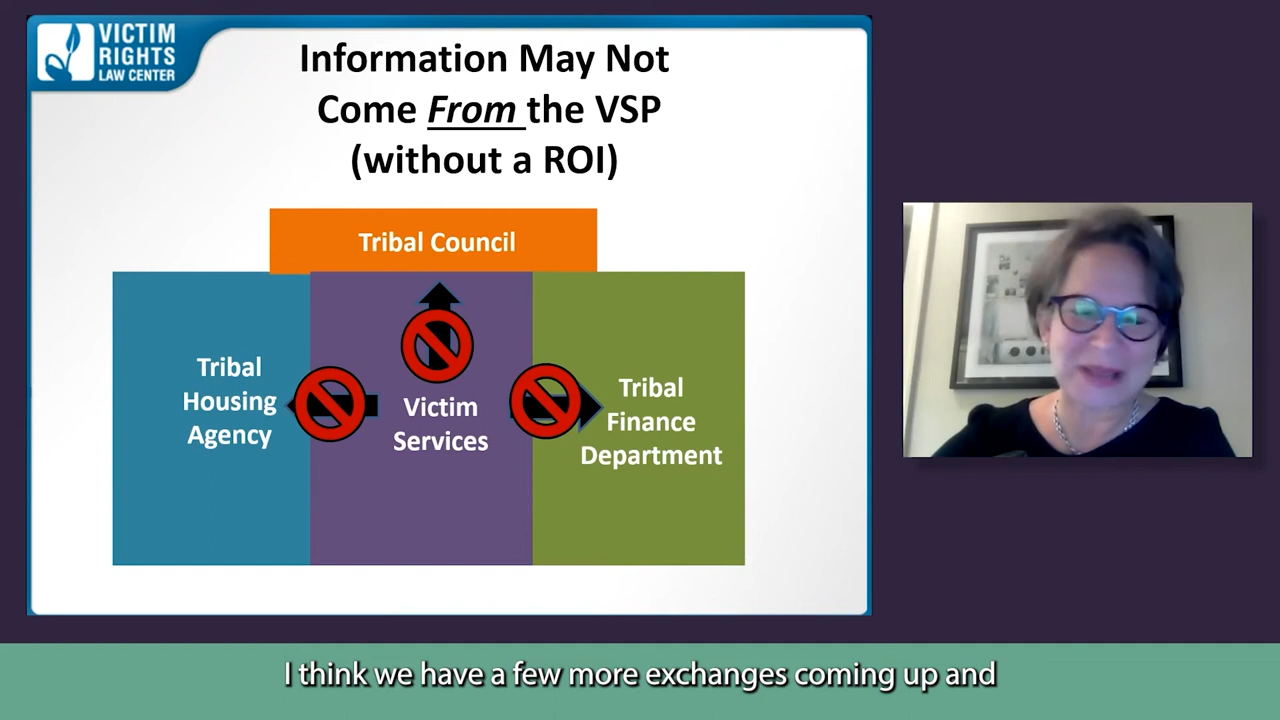 VICTIM
RIGHTS
LAW CENTER
Information May Not
Come From the VSP
(without a ROI)
Tribal Council
Tribal
Housing
Agency
Victim
Services
Tribal
Finance
Department
I think we have a few more exchanges coming up and